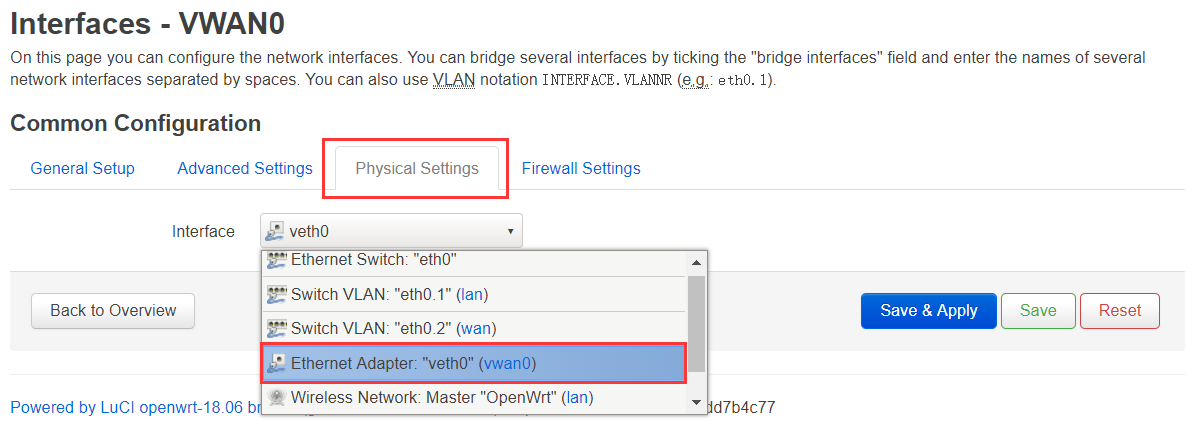 Interfaces - VWAN0
On this page you can configure the network interfaces. You can bridge several interfaces by ticking the "bridge interfaces" field and enter the names of several
network interfaces separated by spaces. You can also use VLAN notation INTERFACE.VLANNR (e.g.: eth0.1).
Common Configuration
General Setup Advanced Settings Physical Settings Firewall Settings
Interface veth0
Ethernet Switch: "eth0"
Switch VLAN: "eth0.1" (lan)
Switch VLAN: "eth0.2" (wan)
Ethernet Adapter: "veth0" (vwan0)
Wireless Network: Master "OpenWrt" (lan)
Back to Overview Save & Apply Save Reset
Powered by LuCI openwrt-18.06 dd7b4c77